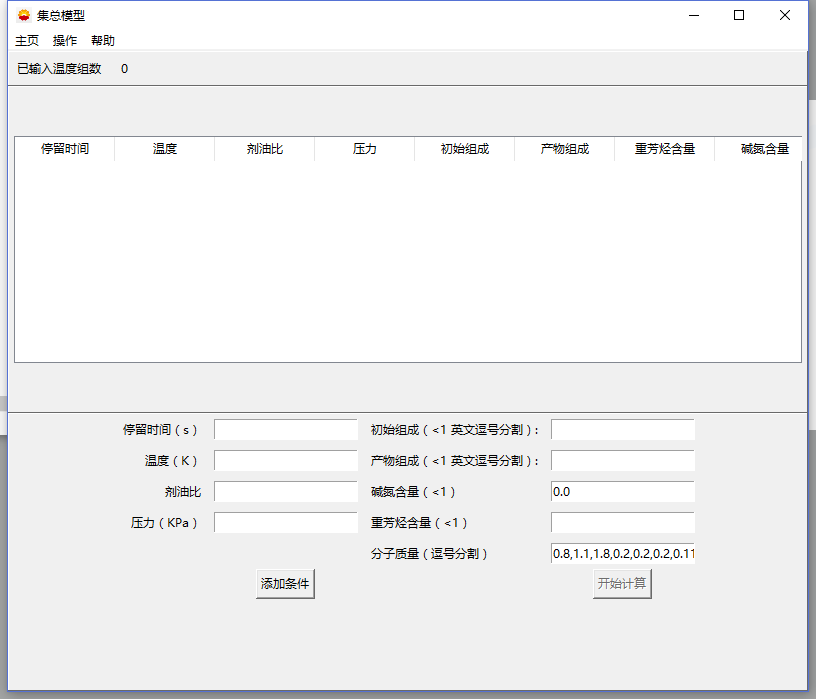 集总模型
主页 操作 帮助
已输入温度组数 0
停留时间 温度 剂油比 压力 初始组成 产物组成 重芳烃含量 碱氮含量
停留时间（s） 初始组成（<1 英文逗号分割）:
温度（K） 产物组成（<1 英文逗号分割）:
剂油比 碱氮含量（<1） 0.0
压力（KPa） 重芳烃含量（<1）
分子质量（逗号分割） 0.8,1.1,1.8,0.2,0.2,0.2,0.11
添加条件 开始计算